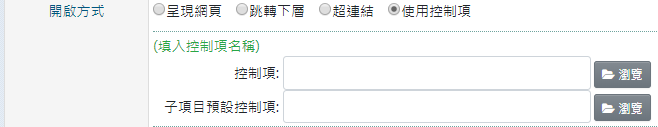 開啟方式 呈現網頁 跳轉下層 超連結 使用控制項
(填入控制項名稱)
控制項: 瀏覽
子項目預設控制項: 瀏覽